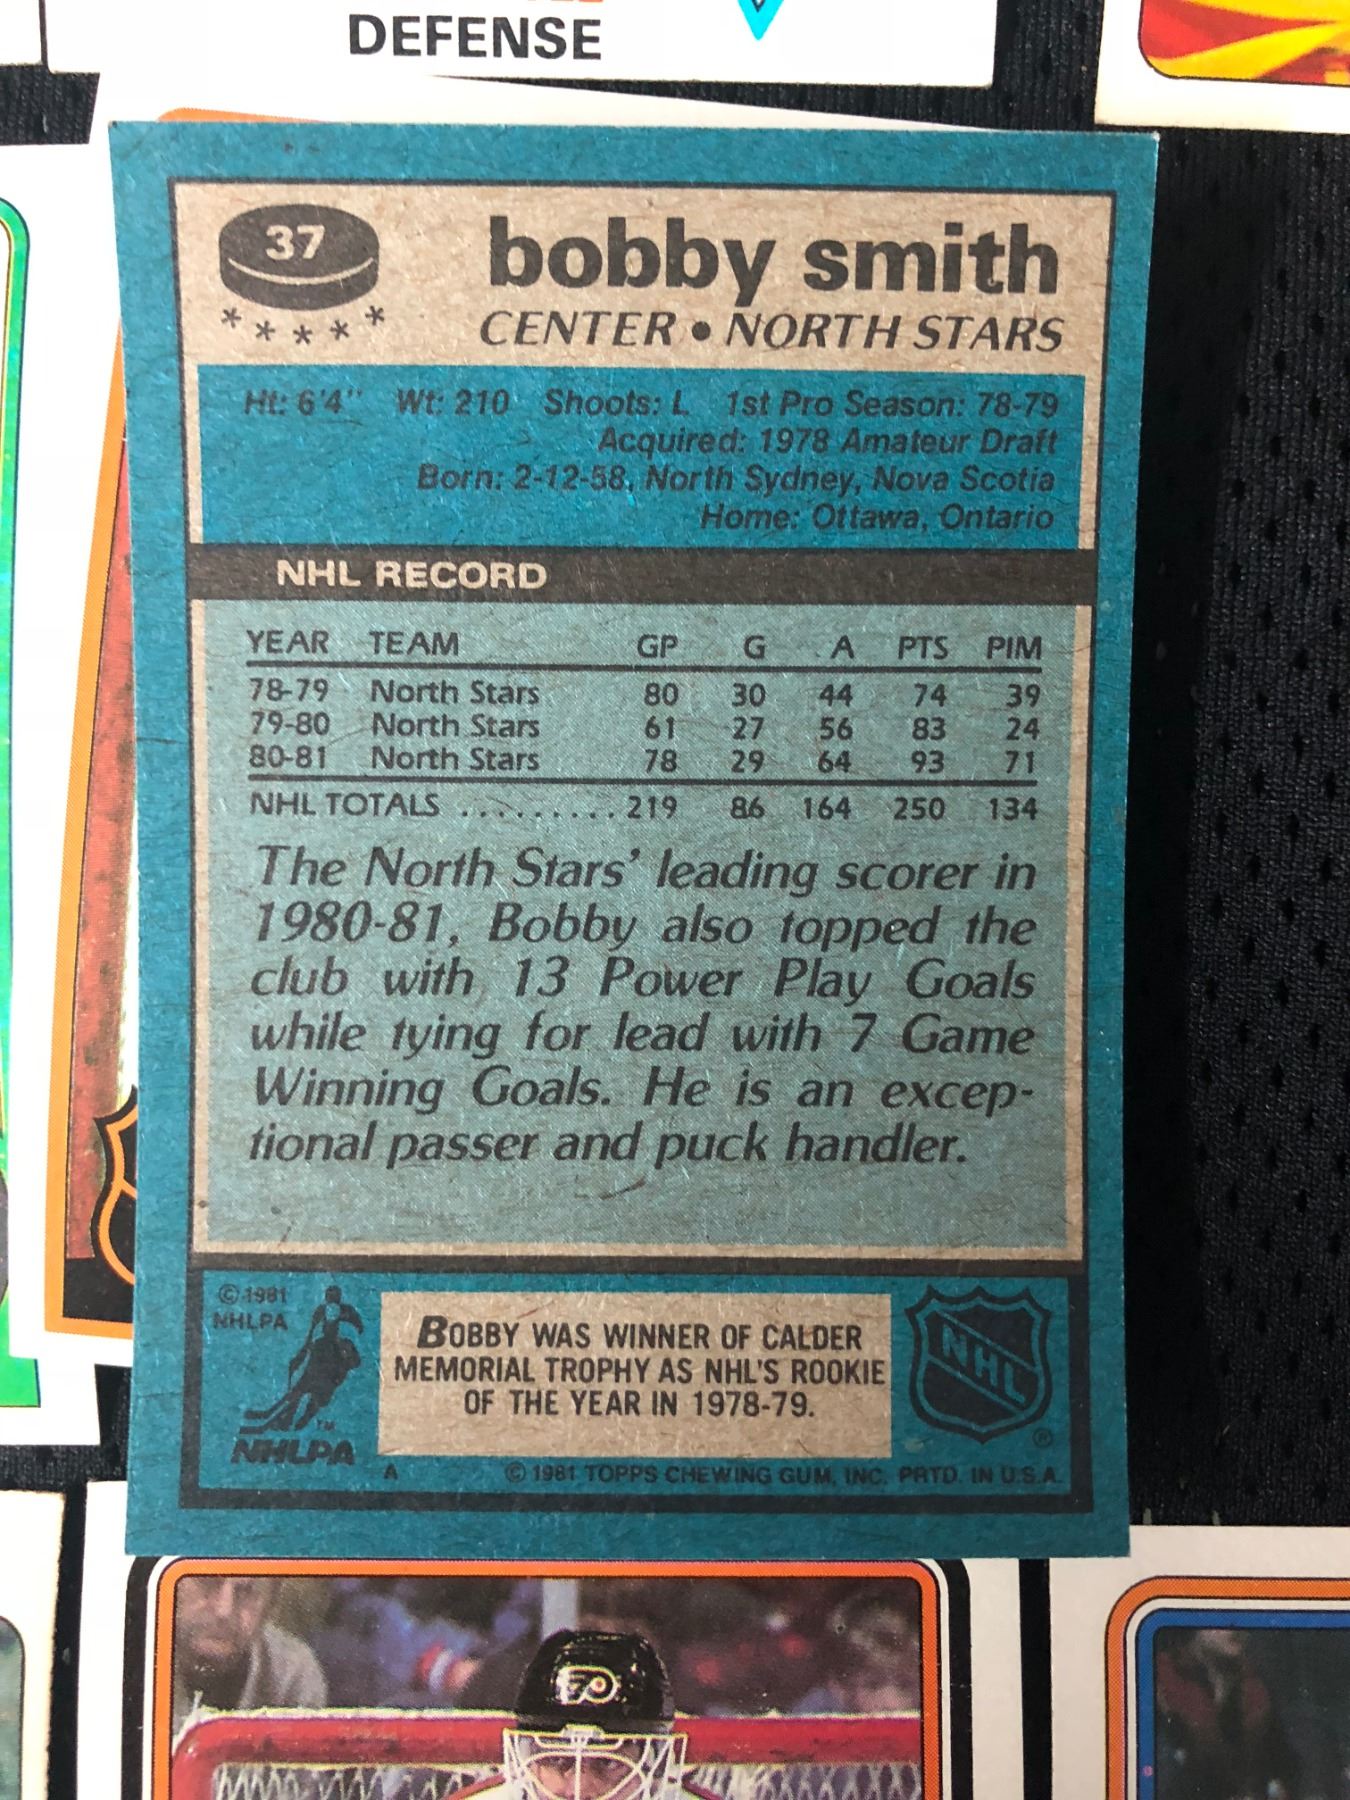 DEFENSE
37
* * * * *
bobby smith
CENTER • NORTH STARS
Ht: 6'4" Wt: 210 Shoots: L 1st Pro Season: 78-79
Acquired: 1978 Amateur Draft
Born: 2-12-58, North Sydney, Nova Scotia
Home: Ottawa, Ontario
NHL RECORD
YEAR TEAM GP G A PTS PIM
78-79 North Stars 80 30 44 74 39
79-80 North Stars 61 27 56 83 24
80-81 North Stars 78 29 64 93 71
NHL TOTALS ......... 219 86 164 250 134
The North Stars' leading scorer in
1980-81, Bobby also topped the
club with 13 Power Play Goals
while tying for lead with 7 Game
Winning Goals. He is an excep-
tional passer and puck handler.
© 1981
NHLPA
TM
NHLPA
BOBBY WAS WINNER OF CALDER
MEMORIAL TROPHY AS NHL'S ROOKIE
OF THE YEAR IN 1978-79.
NHL
®
A
© 1981 TOPPS CHEWING GUM, INC. PRTD. IN U.S.A.